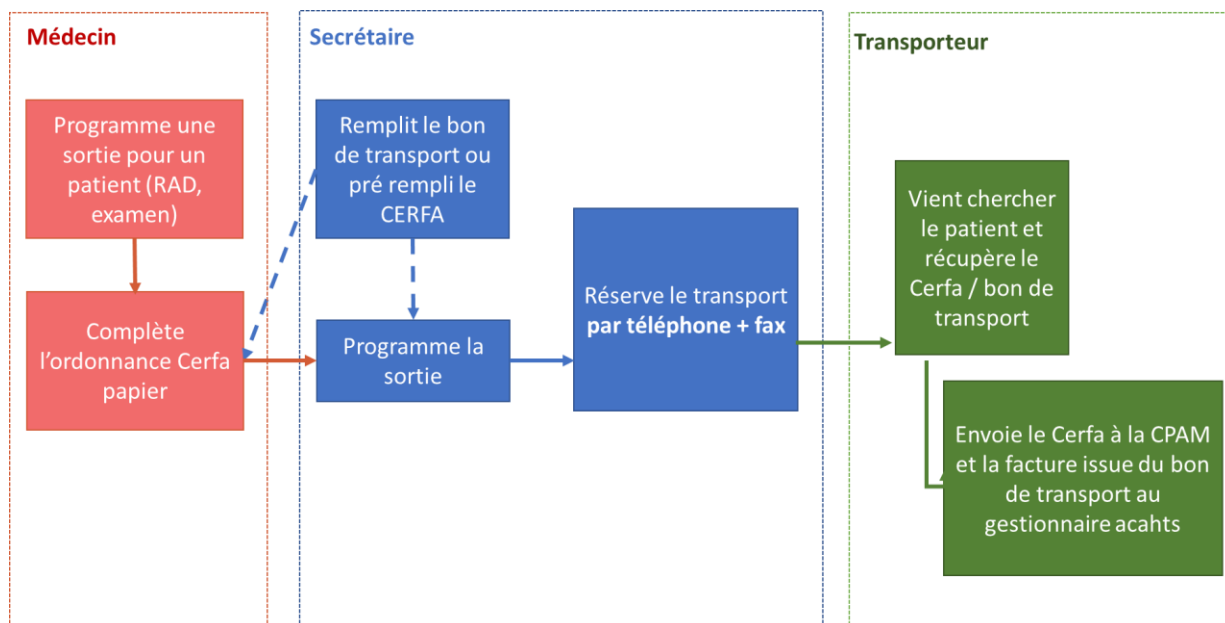 Médecin
Programme une
sortie pour un
patient (RAD,
examen)
Complète
l’ordonnance Cerfa
papier
Secrétaire
Remplit le bon
de transport ou
pré rempli le
CERFA
Programme la
sortie
Réserve le transport
par téléphone + fax
Transporteur
Vient chercher
le patient et
récupère le
Cerfa / bon de
transport
Envoie le Cerfa à la CPAM
et la facture issue du bon
de transport au
gestionnaire acahts